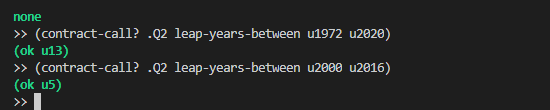 none
>> (contract-call? .Q2 leap-years-between u1972 u2020)
(ok u13)
>> (contract-call? .Q2 leap-years-between u2000 u2016)
(ok u5)
>>